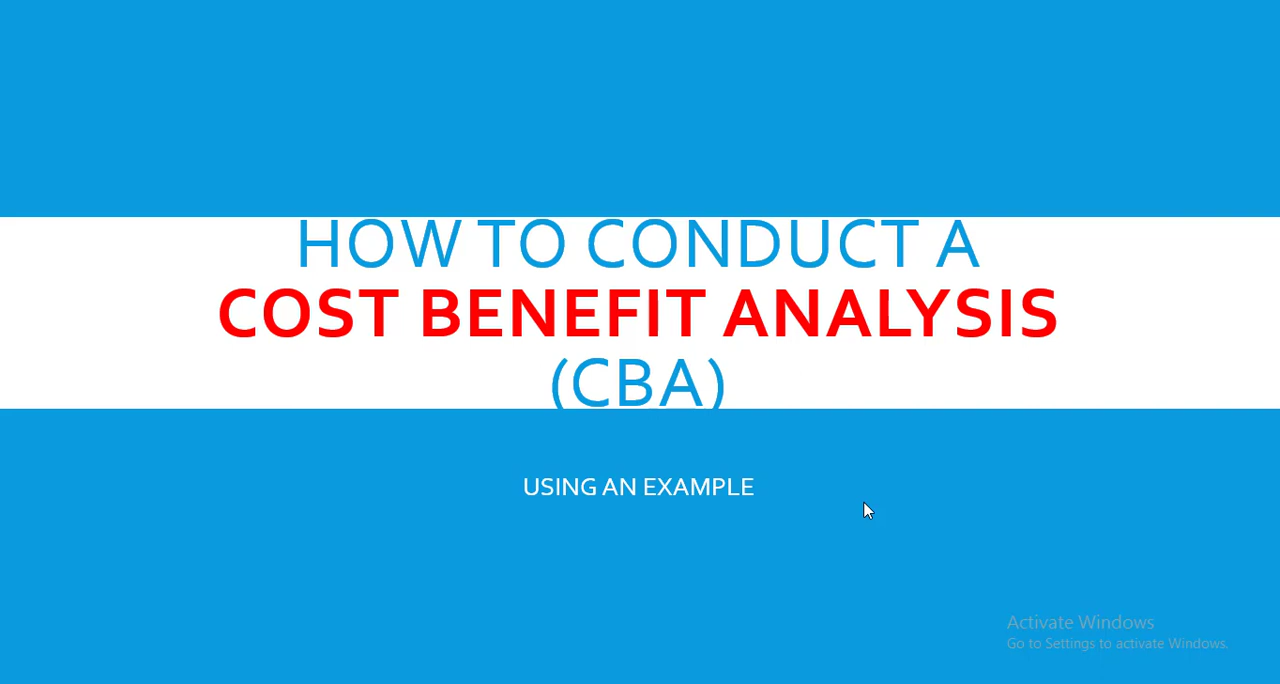 HOW TO CONDUCT A
COST BENEFIT ANALYSIS
(CBA)
USING AN EXAMPLE
Activate Windows
Go to Settings to activate Windows.